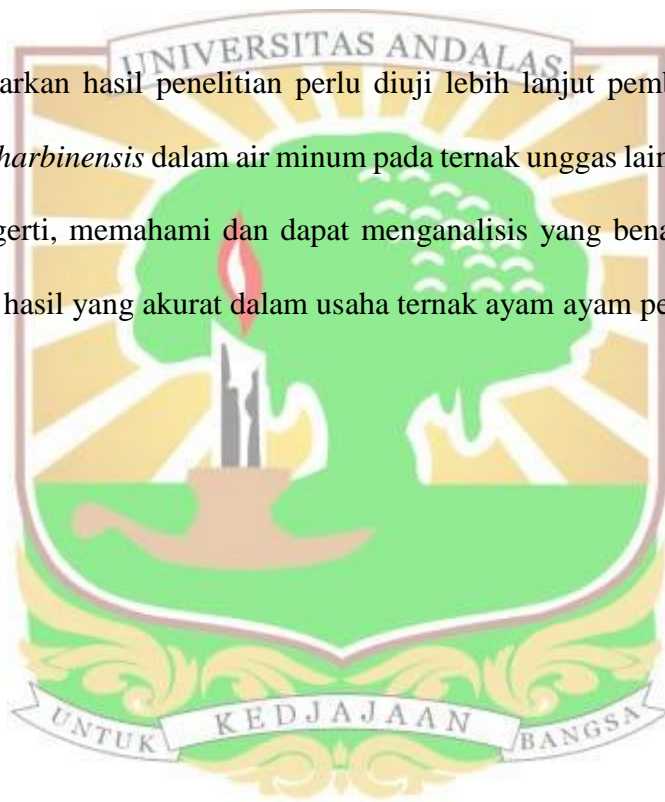 UNIVERSITAS ANDALAS
arkan hasil penelitian perlu diuji lebih lanjut pemb
harbinensis dalam air minum pada ternak unggas lain
gerti, memahami dan dapat menganalisis yang bena
hasil yang akurat dalam usaha ternak ayam ayam pe
UNTUK KEDJAJAAN BANGSA